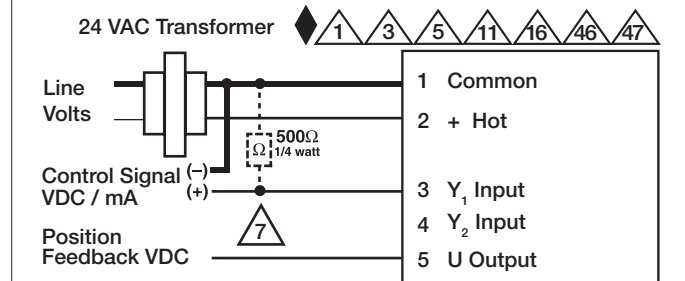 24 VAC Transformer
1 3 5 11 16 46 47
Line
Volts
1 Common
2 + Hot
500Ω
1/4 watt
Ω
Control Signal (–)
VDC / mA (+)
3 Y1 Input
7
4 Y2 Input
Position
Feedback VDC
5 U Output